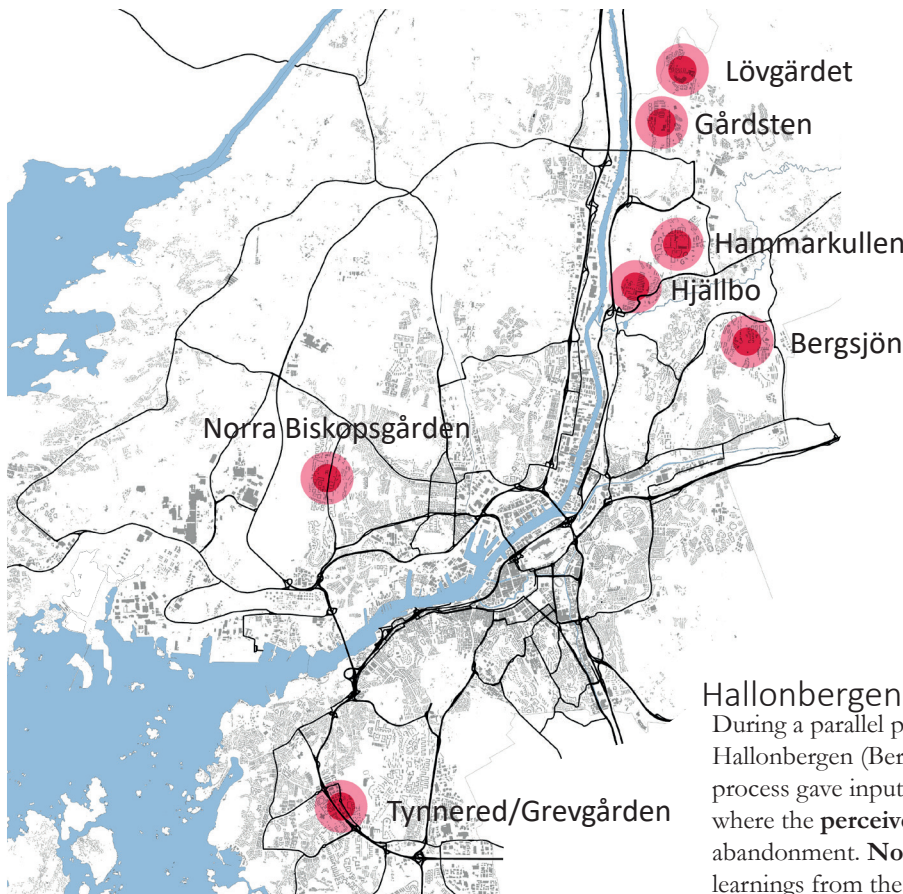 Lövgärdet
Gårdsten
Hammarkullen
Hjällbo
Bergsjön
Norra Biskopsgården
Tynnered/Grevgården
Hallonbergen
During a parallel p
Hallonbergen (Ber
process gave input
where the perceive
abandonment. No
learnings from the